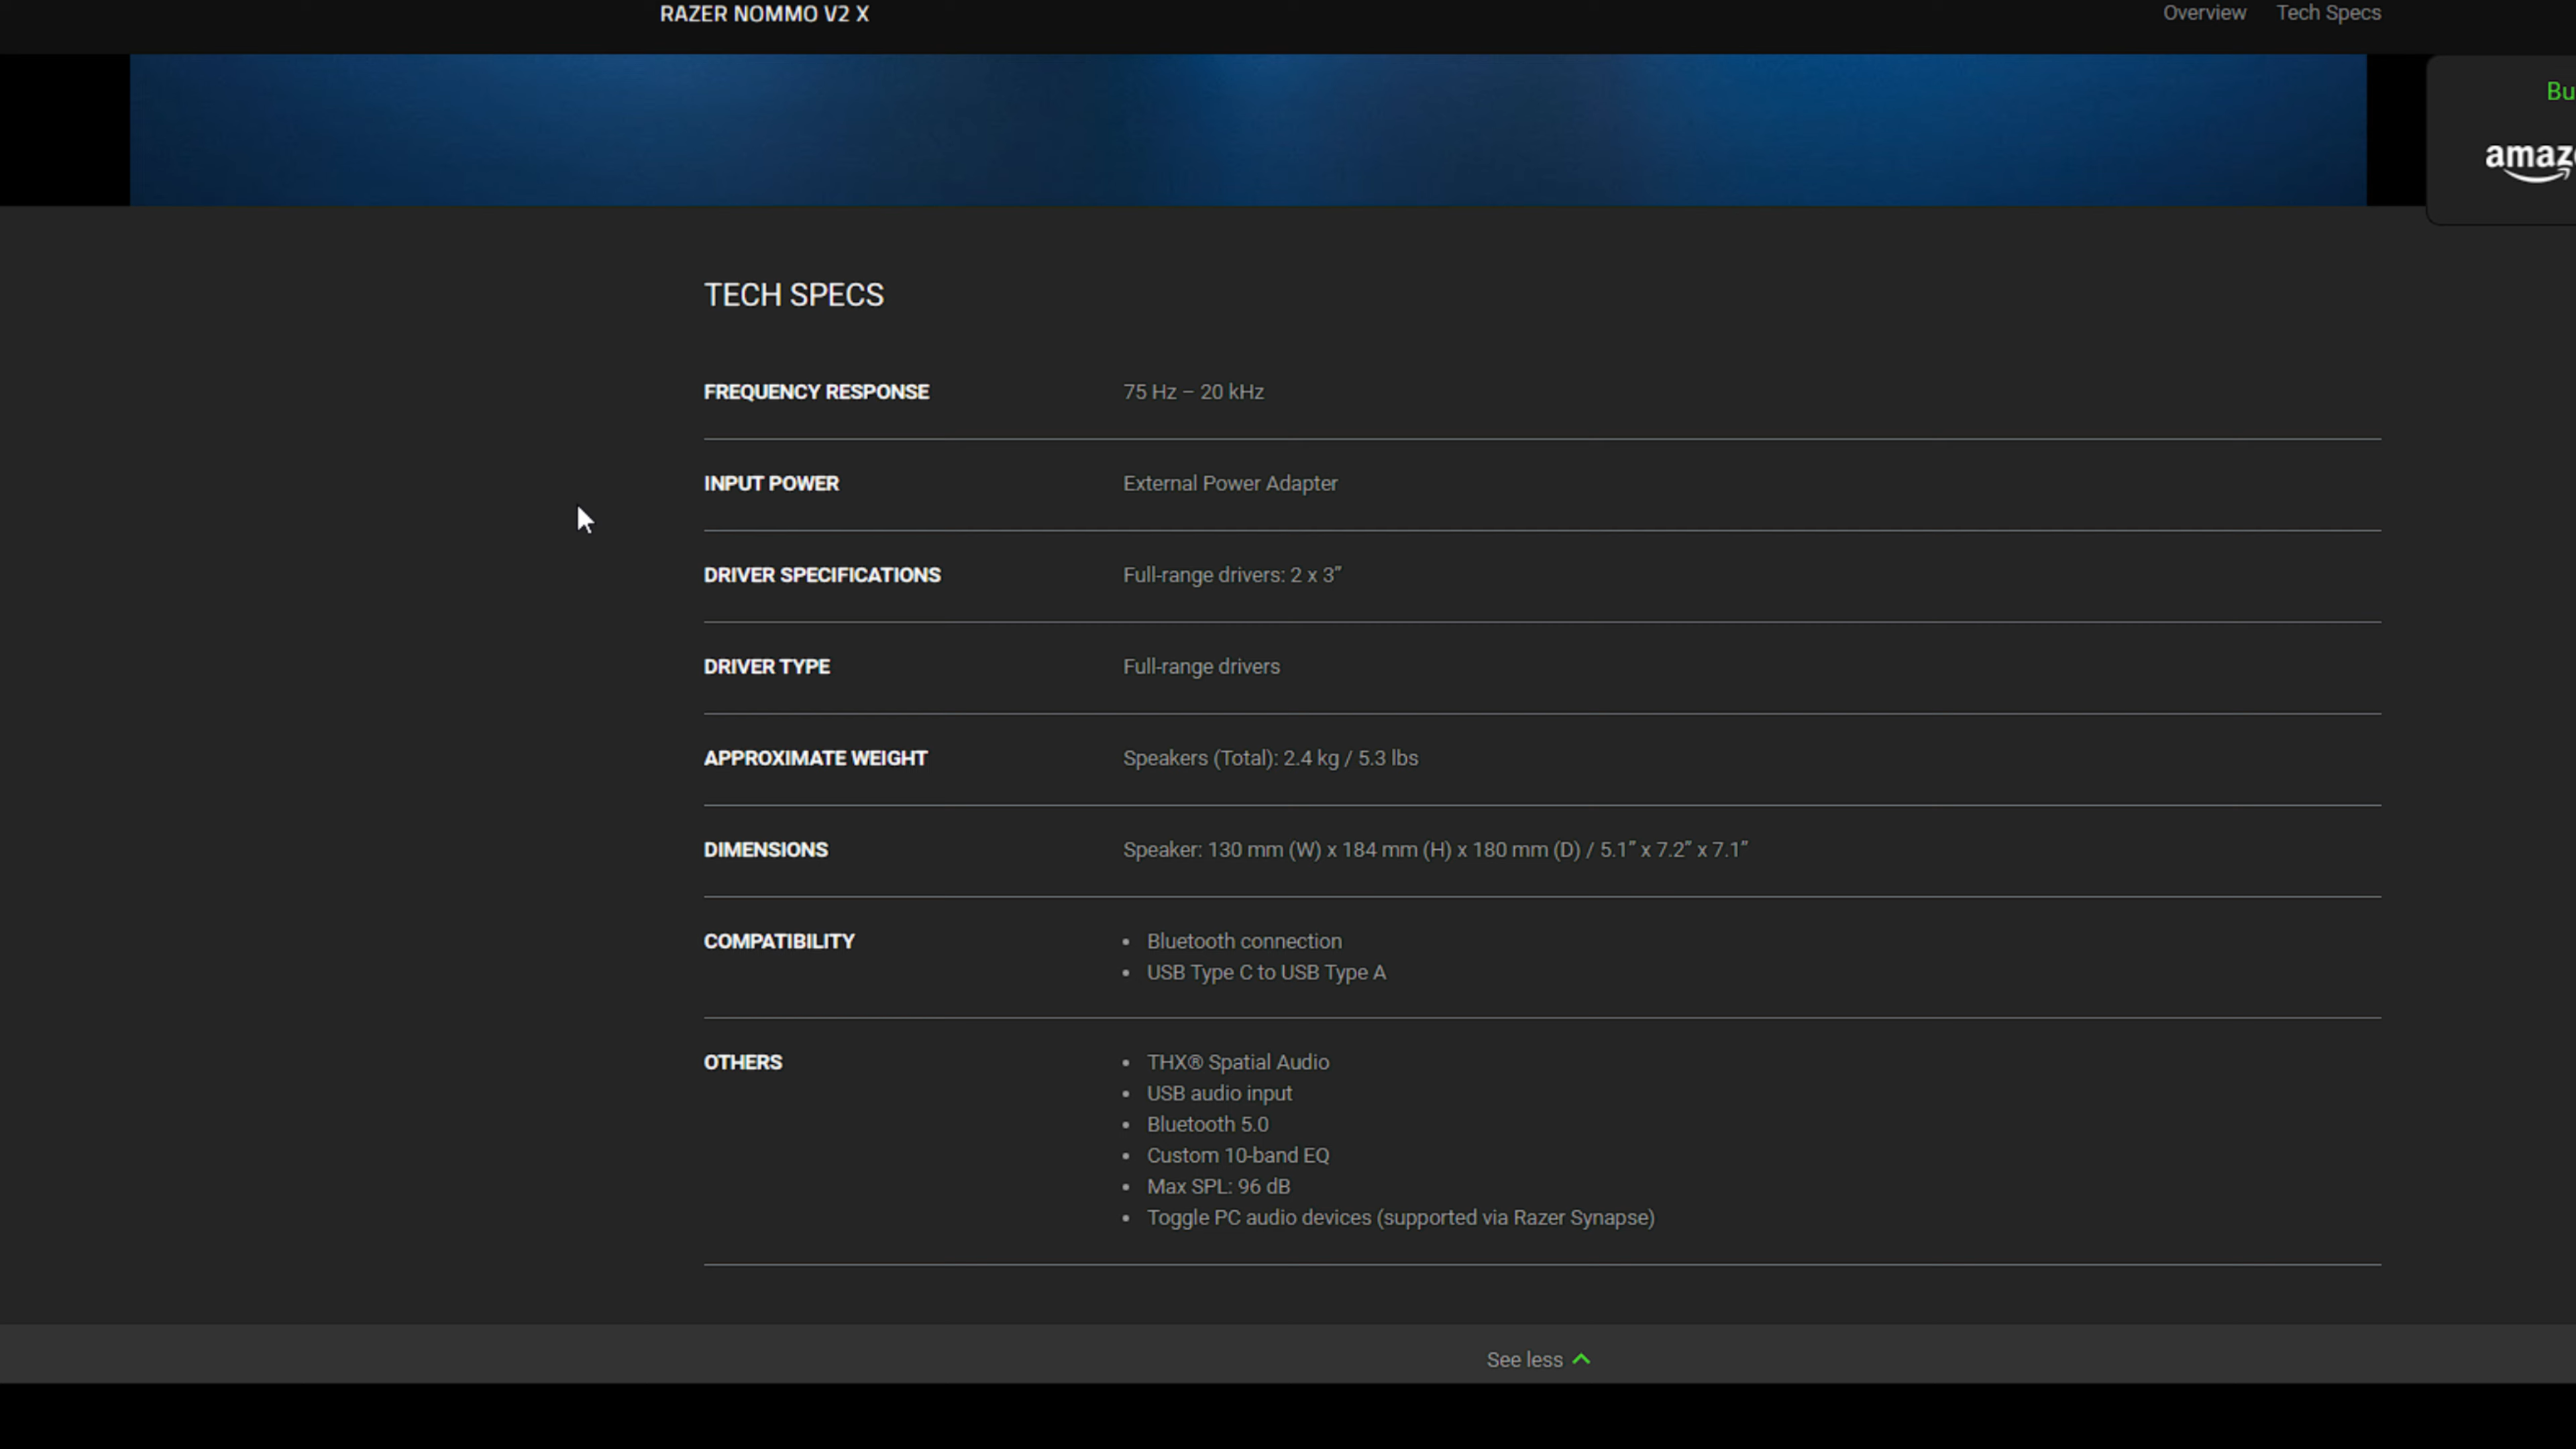 RAZER NOMMO V2 X
Overview Tech Specs
Bu
amaz
TECH SPECS
FREQUENCY RESPONSE 75 Hz – 20 kHz
INPUT POWER External Power Adapter
DRIVER SPECIFICATIONS Full-range drivers: 2 x 3”
DRIVER TYPE Full-range drivers
APPROXIMATE WEIGHT Speakers (Total): 2.4 kg / 5.3 lbs
DIMENSIONS Speaker: 130 mm (W) x 184 mm (H) x 180 mm (D) / 5.1” x 7.2” x 7.1”
COMPATIBILITY • Bluetooth connection
• USB Type C to USB Type A
OTHERS • THX® Spatial Audio
• USB audio input
• Bluetooth 5.0
• Custom 10-band EQ
• Max SPL: 96 dB
• Toggle PC audio devices (supported via Razer Synapse)
See less